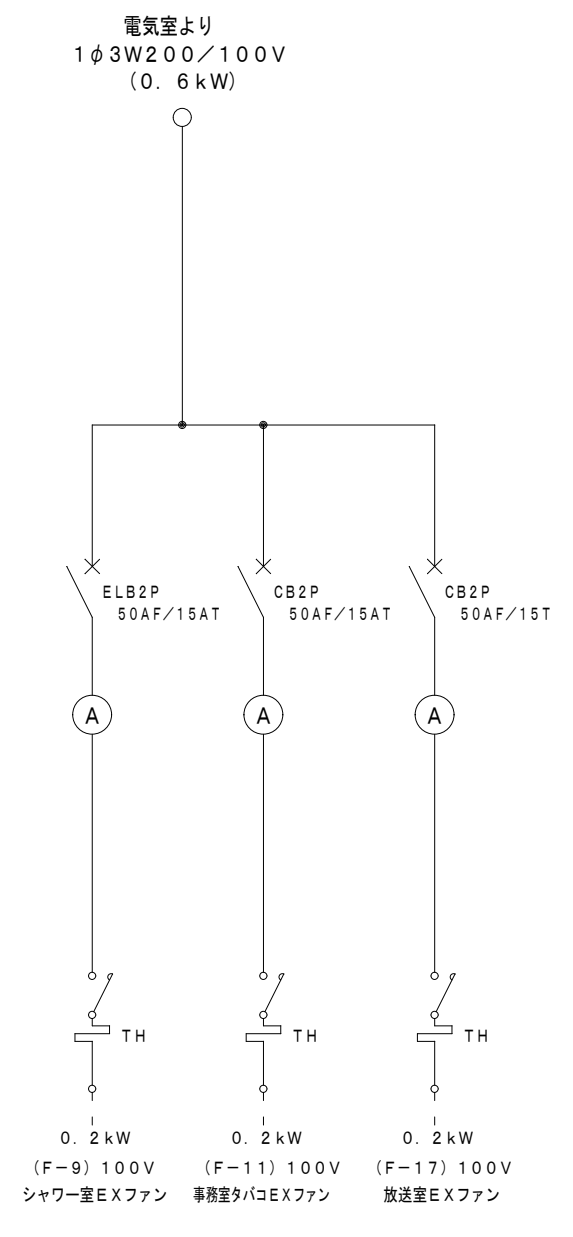 電気室より
1φ3W200／100V
(0. 6kW)
ELB2P
50AF/15AT
CB2P
50AF/15AT
CB2P
50AF/15T
A
A
A
TH
TH
TH
0. 2kW
(F−9) 100V
シャワー室EXファン
0. 2kW
(F−11) 100V
事務室タバコEXファン
0. 2kW
(F−17) 100V
放送室EXファン